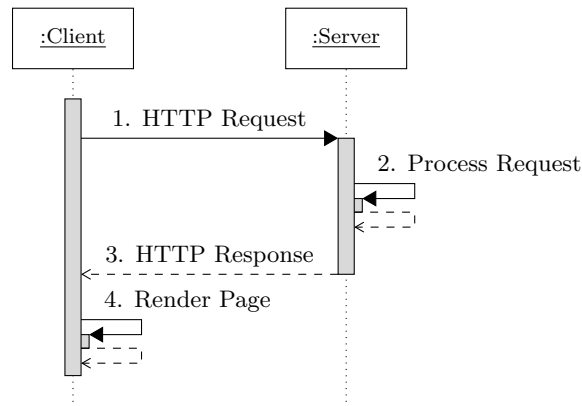 :Client
:Server
1. HTTP Request
2. Process Request
3. HTTP Response
4. Render Page